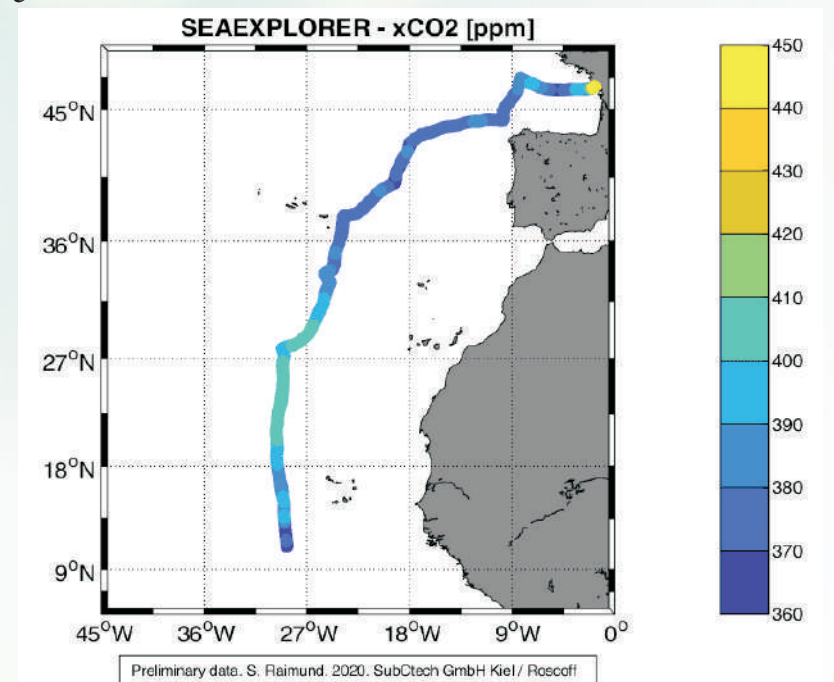 SEAEXPLORER - xCO2 [ppm]
45°N
36°N
27°N
18°N
9°N
45°W 36°W 27°W 18°W 9°W 0°
450
440
430
420
410
400
390
380
370
360
Preliminary data. S. Raimund. 2020. SubCtech GmbH Kiel / Roscoff